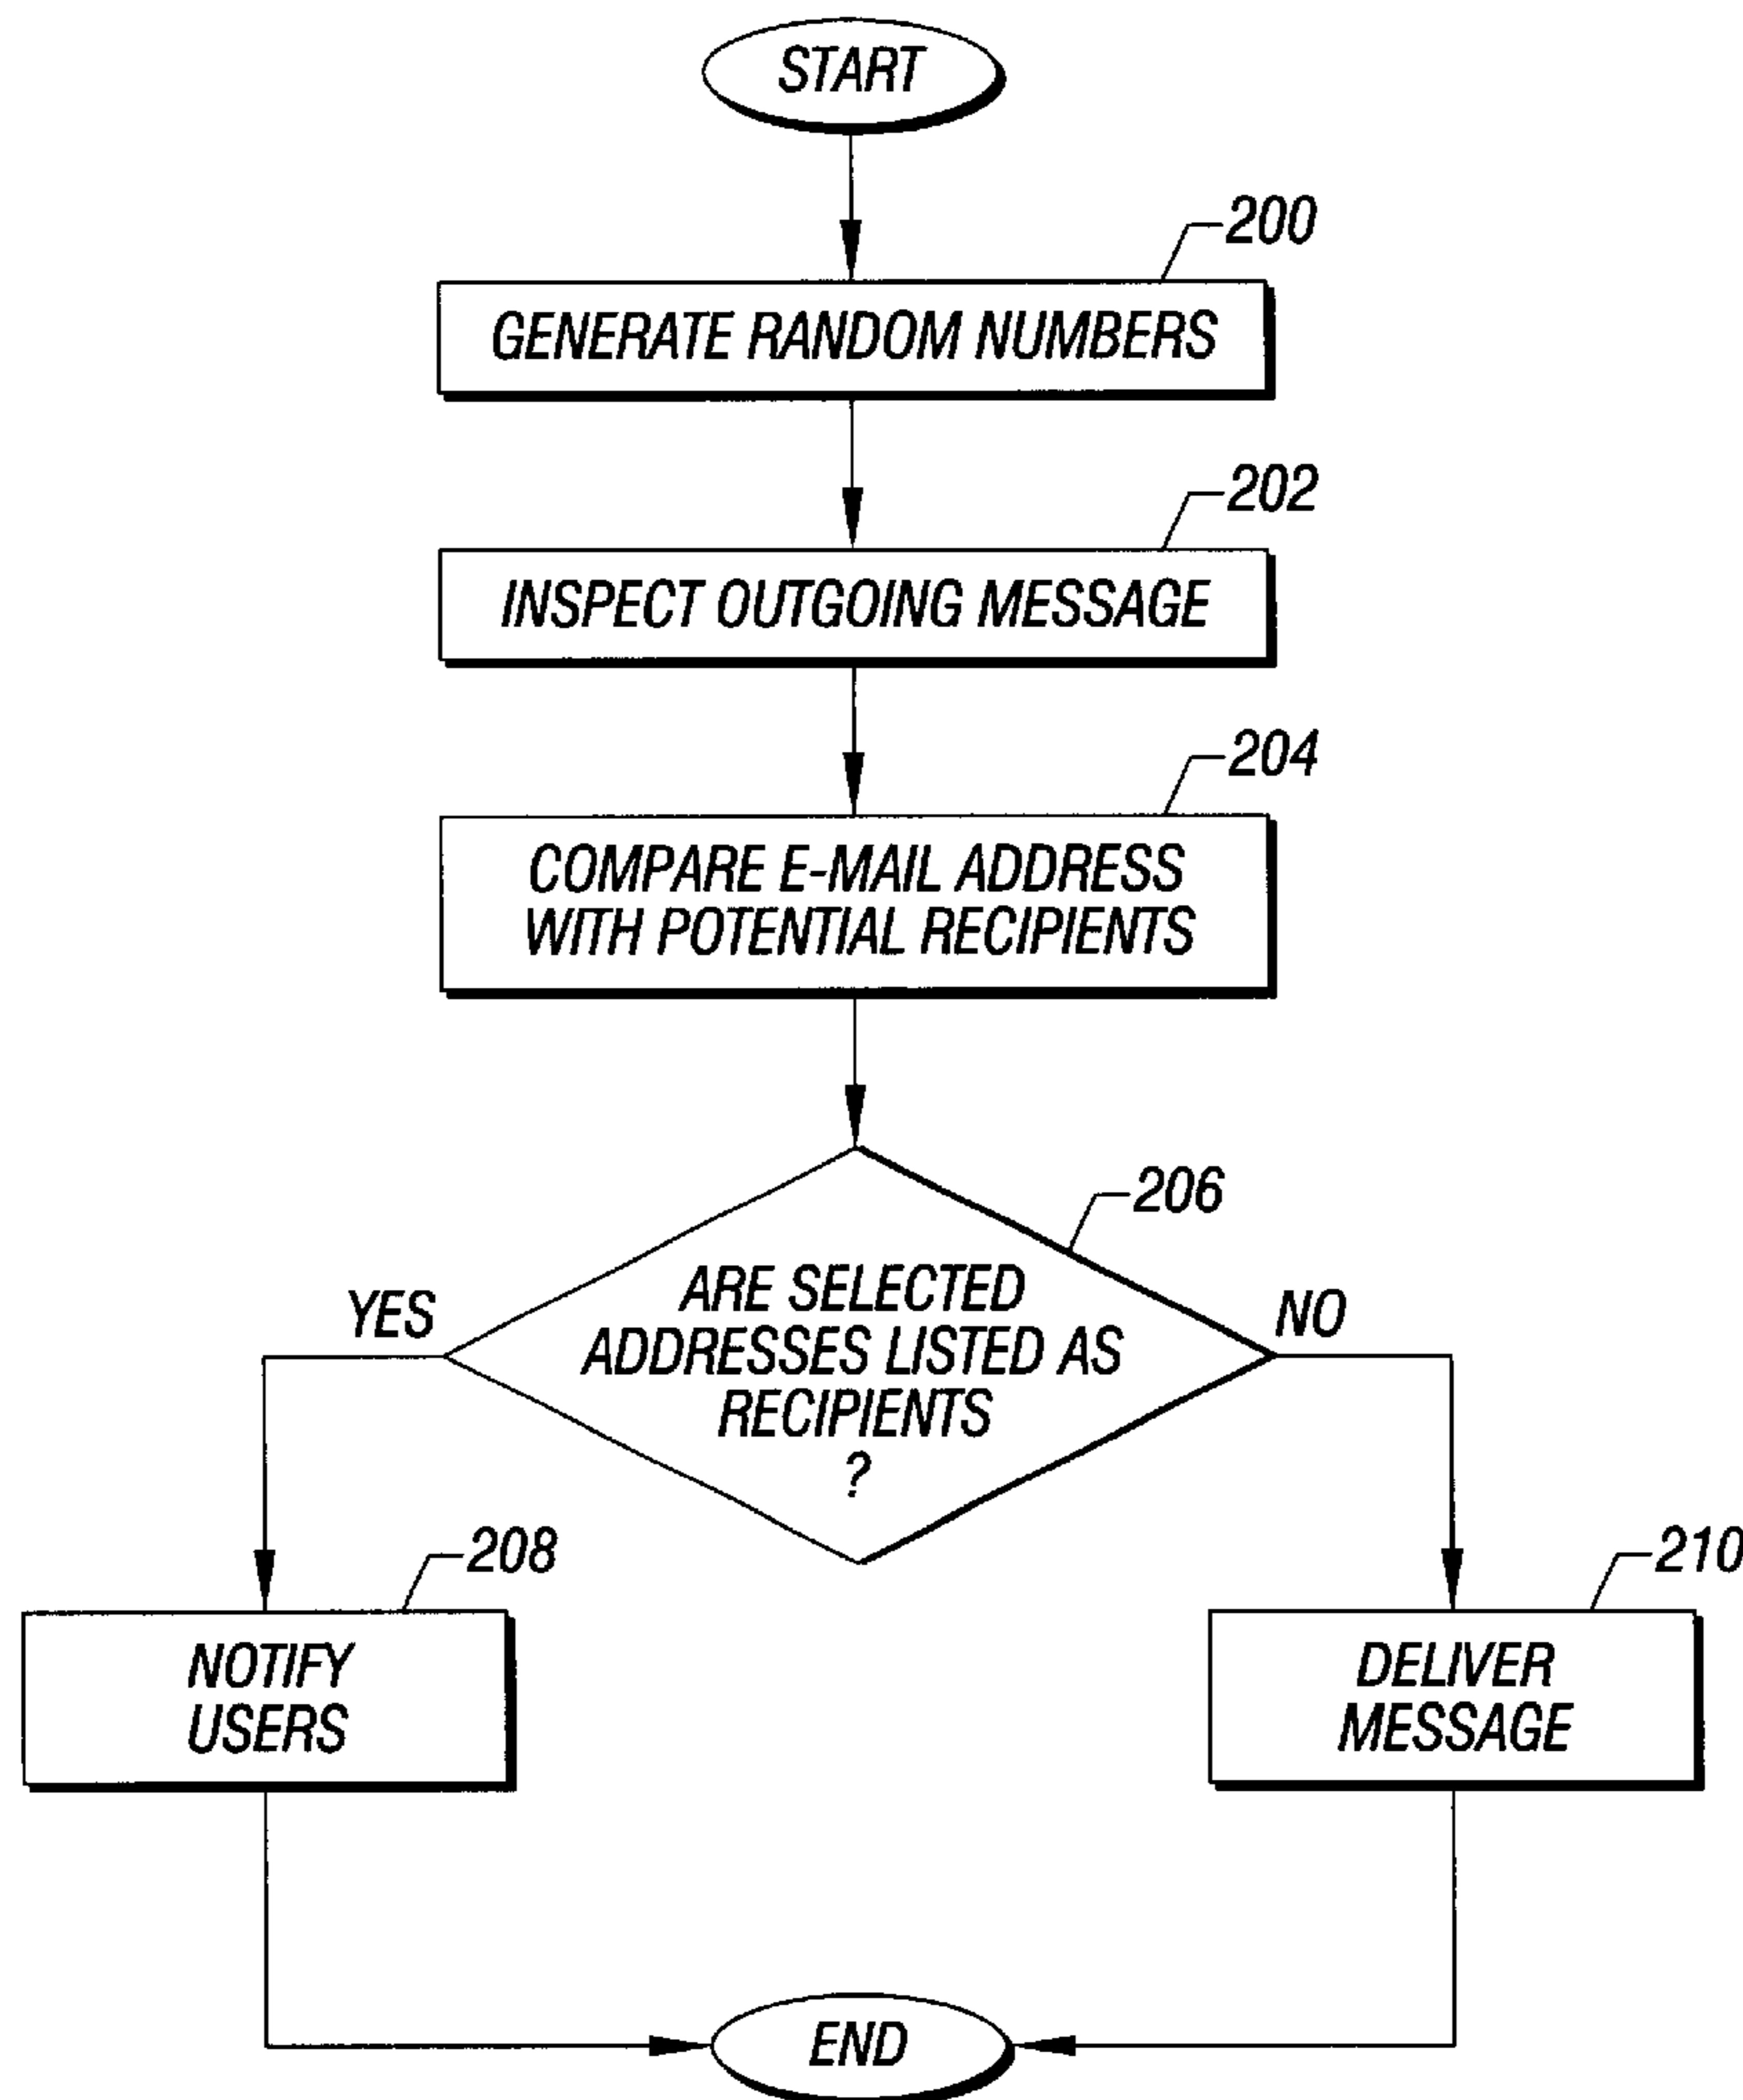 START
200
GENERATE RANDOM NUMBERS
202
INSPECT OUTGOING MESSAGE
204
COMPARE E-MAIL ADDRESS
WITH POTENTIAL RECIPIENTS
206
ARE SELECTED
ADDRESSES LISTED AS
RECIPIENTS
?
YES
NO
208
NOTIFY
USERS
210
DELIVER
MESSAGE
END